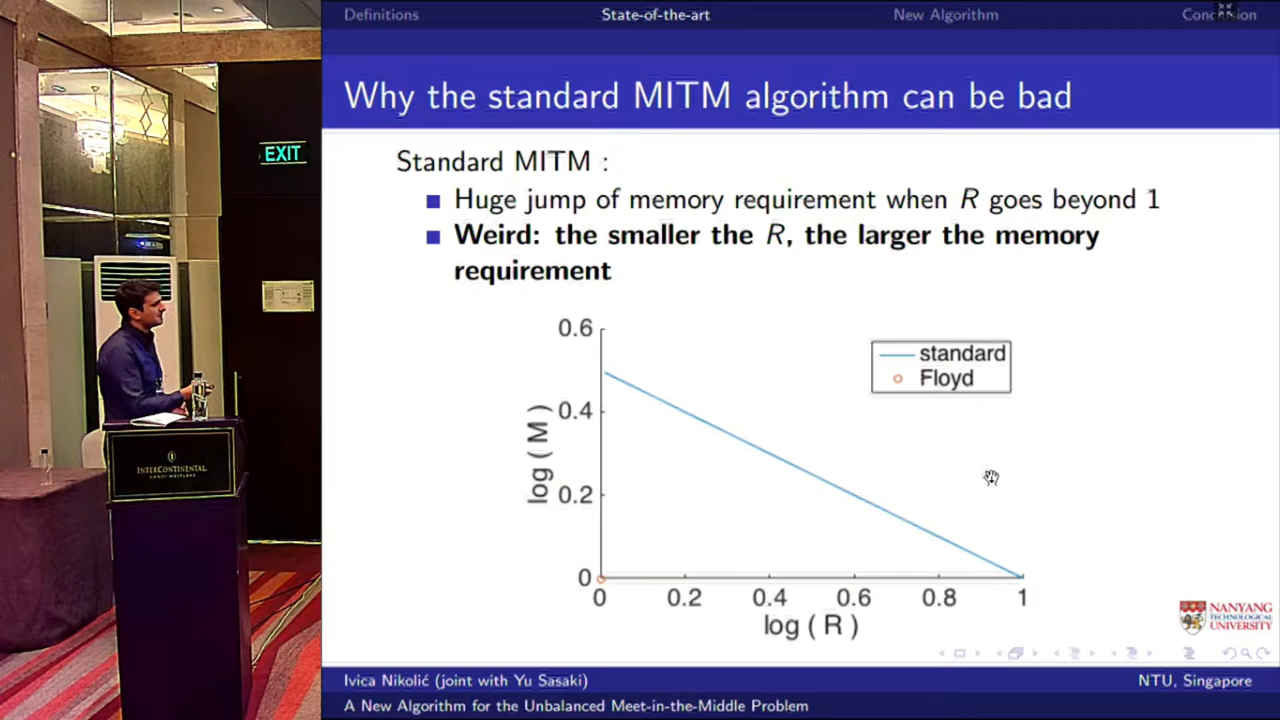 Definitions
State-of-the-art
New Algorithm
Conclusion
Why the standard MITM algorithm can be bad
Standard MITM :
Huge jump of memory requirement when R goes beyond 1
Weird: the smaller the R, the larger the memory
requirement
0.6
0.4
0.2
0
log ( M )
standard
Floyd
0
0.2
0.4
0.6
0.8
1
log ( R )
NANYANG
TECHNOLOGICAL
UNIVERSITY
Ivica Nikolić (joint with Yu Sasaki)
NTU, Singapore
A New Algorithm for the Unbalanced Meet-in-the-Middle Problem
EXIT
INTERCONTINENTAL
HANOI WESTLAKE